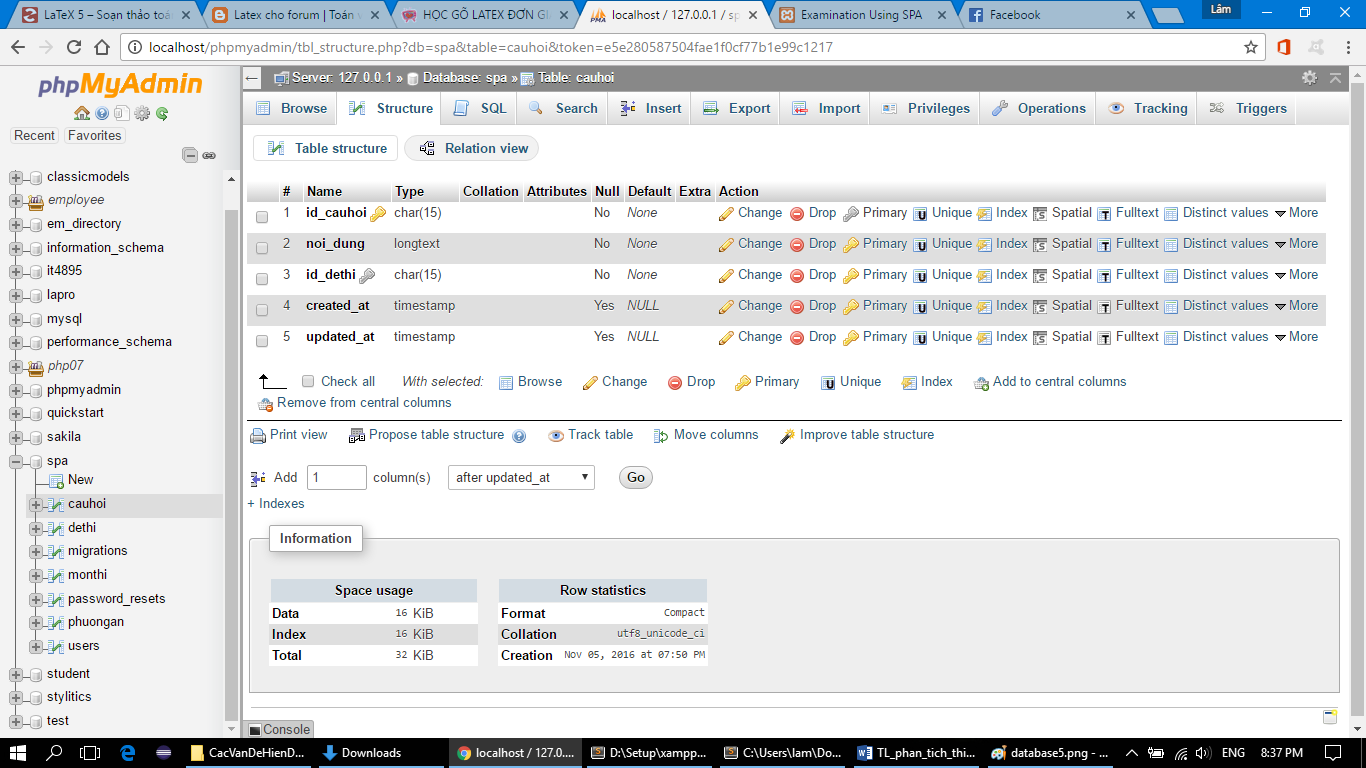 LaTeX 5 – Soạn thảo toán
Latex cho forum | Toán v
HỌC GÕ LATEX ĐƠN GIẢ
localhost / 127.0.0.1 / sp
Examination Using SPA
Facebook
Lâm
localhost/phpmyadmin/tbl_structure.php?db=spa&table=cauhoi&token=e5e280587504fae1f0cf77b1e99c1217
phpMyAdmin
Recent Favorites
classicmodels
employee
em_directory
information_schema
it4895
lapro
mysql
performance_schema
php07
phpmyadmin
quickstart
sakila
spa
New
cauhoi
dethi
migrations
monthi
password_resets
phuongan
users
student
stylitics
test
Server: 127.0.0.1 » Database: spa » Table: cauhoi
Browse Structure SQL Search Insert Export Import Privileges Operations Tracking Triggers
Table structure Relation view
# Name Type Collation Attributes Null Default Extra Action
1 id_cauhoi char(15) No None Change Drop Primary Unique Index Spatial Fulltext Distinct values More
2 noi_dung longtext No None Change Drop Primary Unique Index Spatial Fulltext Distinct values More
3 id_dethi char(15) No None Change Drop Primary Unique Index Spatial Fulltext Distinct values More
4 created_at timestamp Yes NULL Change Drop Primary Unique Index Spatial Fulltext Distinct values More
5 updated_at timestamp Yes NULL Change Drop Primary Unique Index Spatial Fulltext Distinct values More
Check all With selected: Browse Change Drop Primary Unique Index Add to central columns
Remove from central columns
Print view Propose table structure Track table Move columns Improve table structure
Add 1 column(s) after updated_at Go
+ Indexes
Information
Space usage
Data 16 KiB
Index 16 KiB
Total 32 KiB
Row statistics
Format Compact
Collation utf8_unicode_ci
Creation Nov 05, 2016 at 07:50 PM
Console
CacVanDeHienD... Downloads localhost / 127.0.... D:\Setup\xampp... C:\Users\lam\Do... TL_phan_tich_thi... database5.png - ... ENG 8:37 PM